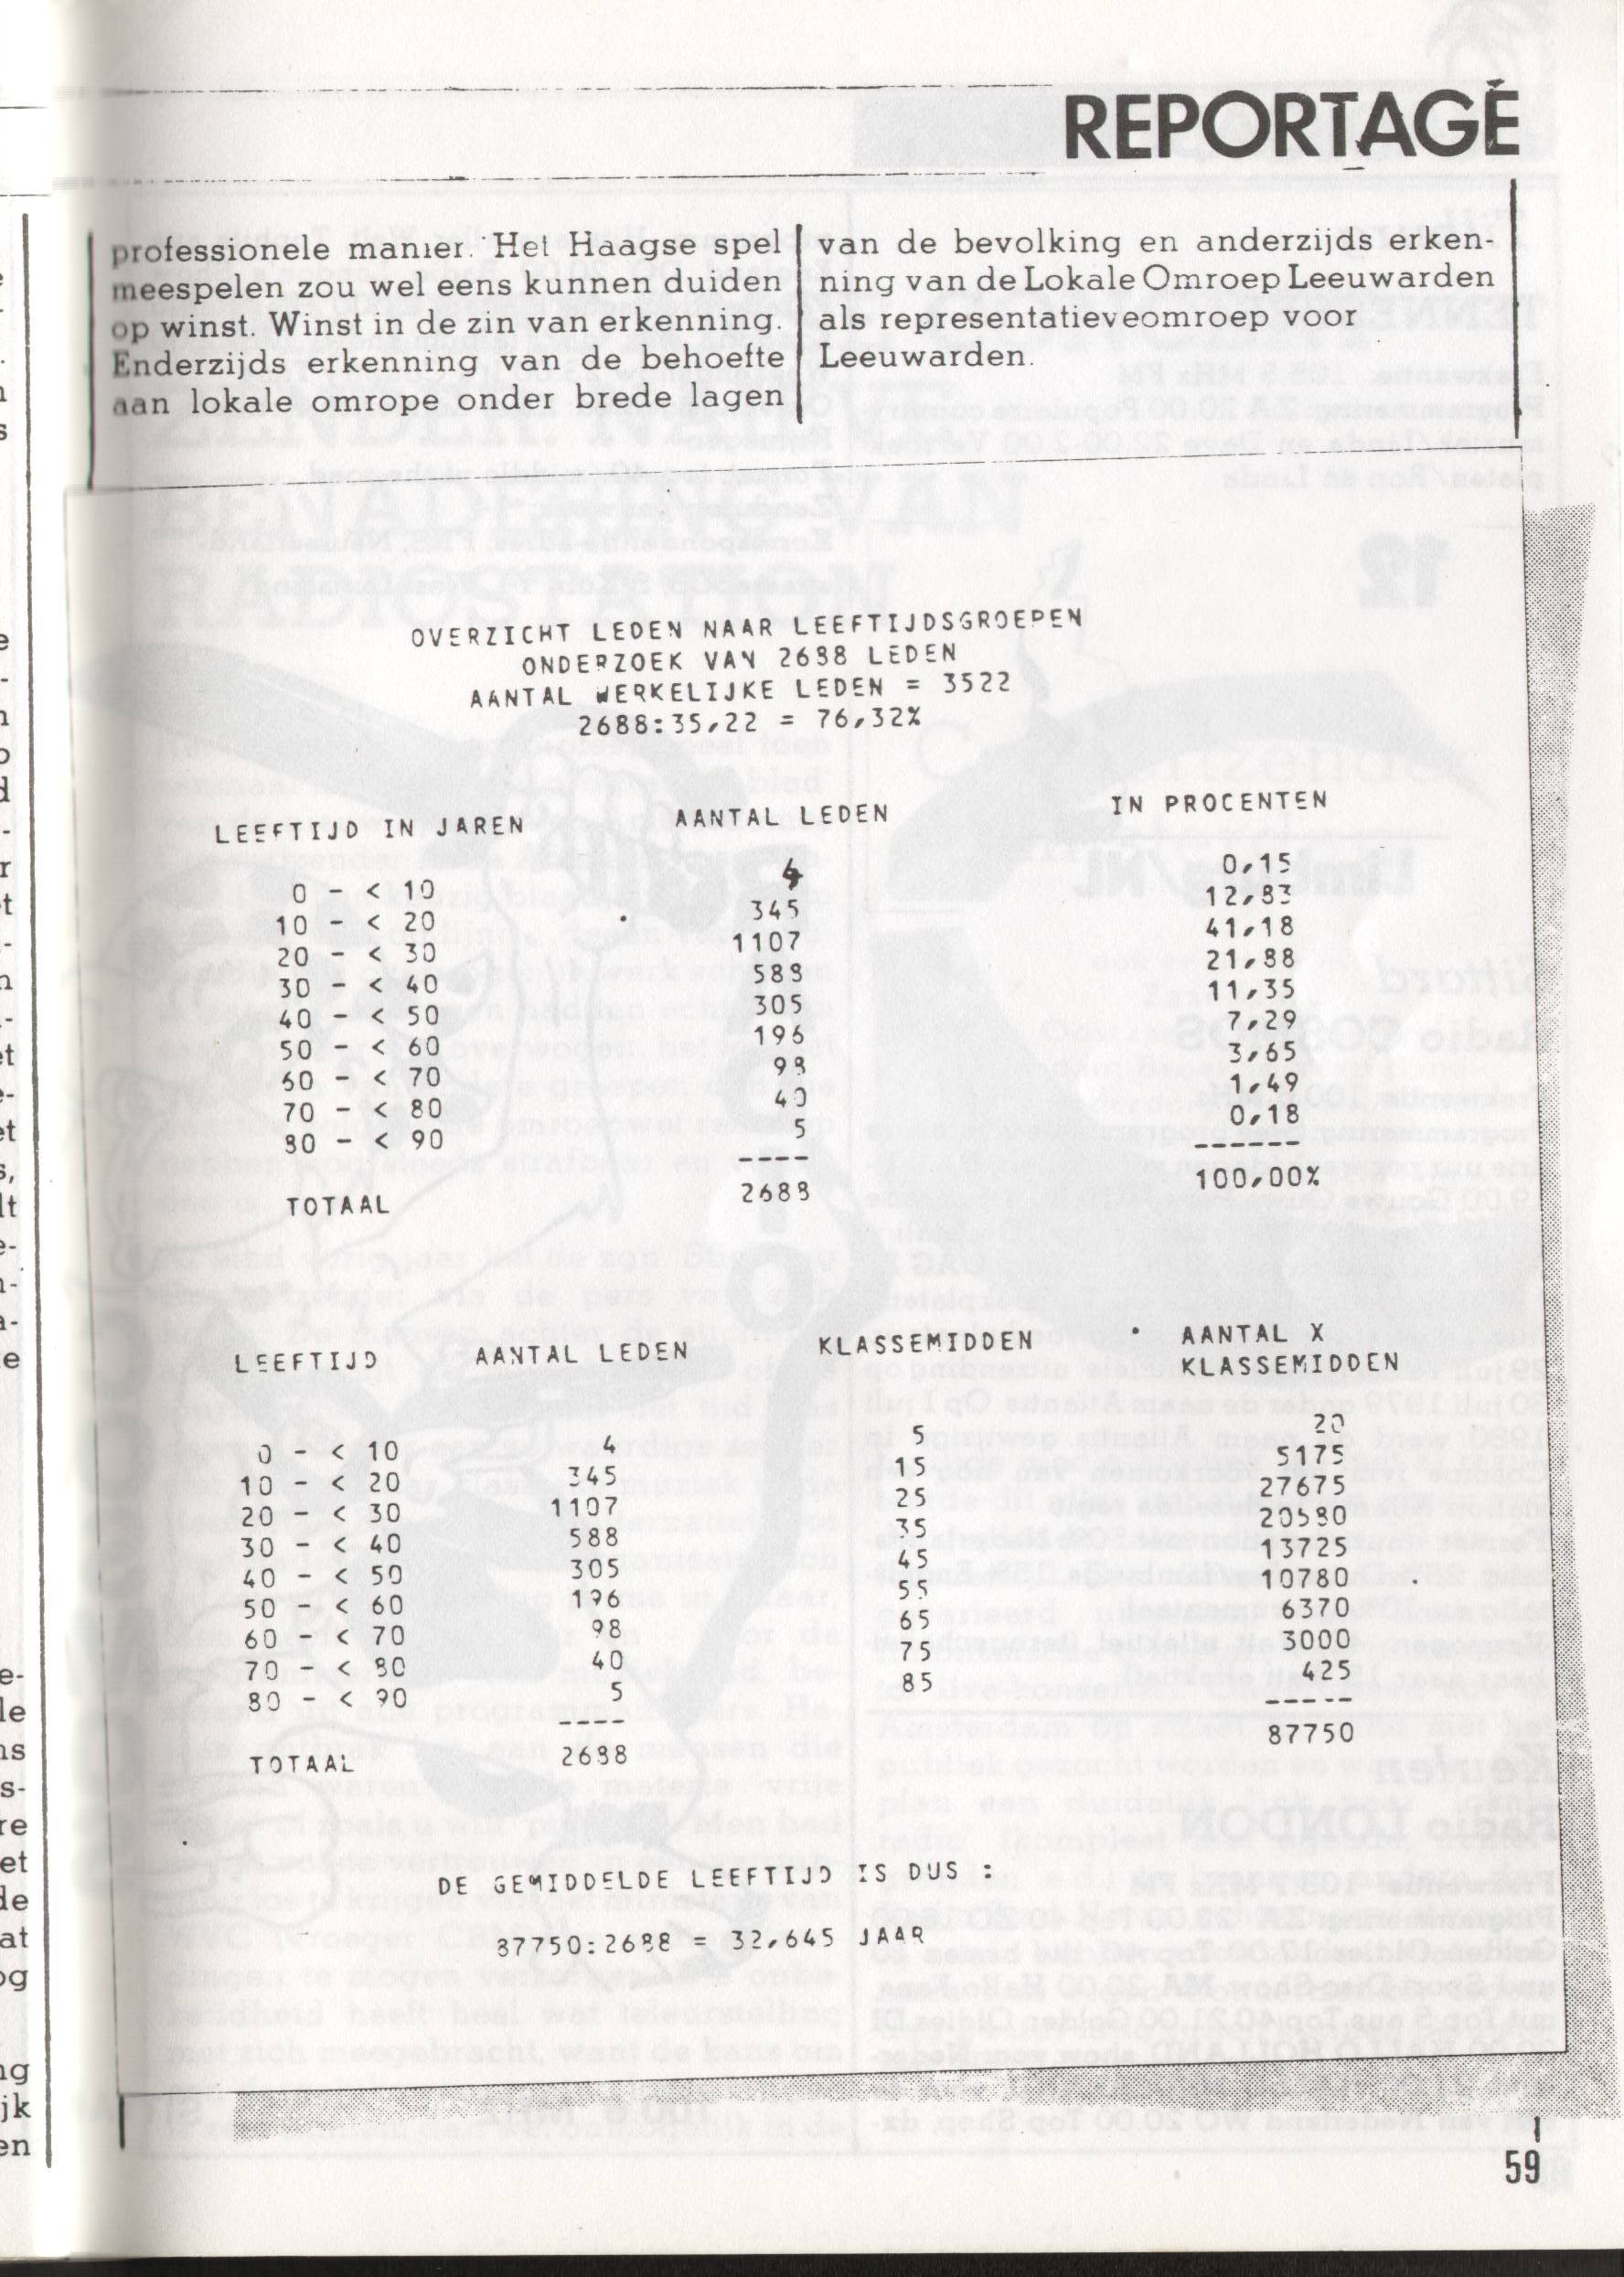 REPORTAGE
professionele manier. Het Haagse spel
meespelen zou wel eens kunnen duiden
op winst. Winst in de zin van erkenning.
Enderzijds erkenning van de behoefte
aan lokale omrope onder brede lagen
van de bevolking en anderzijds erken-
ning van de Lokale Omroep Leeuwarden
als representatieveomroep voor
Leeuwarden.
OVERZICHT LEDEN NAAR LEEFTIJDSGROEPEN
ONDERZOEK VAN 2688 LEDEN
AANTAL WERKELIJKE LEDEN = 3522
2688:35,22 = 76,32%
LEEFTIJD IN JAREN AANTAL LEDEN IN PROCENTEN
0 - < 10 4 0,15
10 - < 20 345 12,83
20 - < 30 1107 41,18
30 - < 40 588 21,88
40 - < 50 305 11,35
50 - < 60 196 7,29
60 - < 70 98 3,65
70 - < 80 40 1,49
80 - < 90 5 0,18
---- ------
TOTAAL 2688 100,00%
LEEFTIJD AANTAL LEDEN KLASSEMIDDEN AANTAL X
KLASSEMIDDEN
0 - < 10 4 5 20
10 - < 20 345 15 5175
20 - < 30 1107 25 27675
30 - < 40 588 35 20580
40 - < 50 305 45 13725
50 - < 60 196 55 10780
60 - < 70 98 65 6370
70 - < 80 40 75 3000
80 - < 90 5 85 425
---- -----
TOTAAL 2688 87750
DE GEMIDDELDE LEEFTIJD IS DUS :
87750:2688 = 32,645 JAAR
59